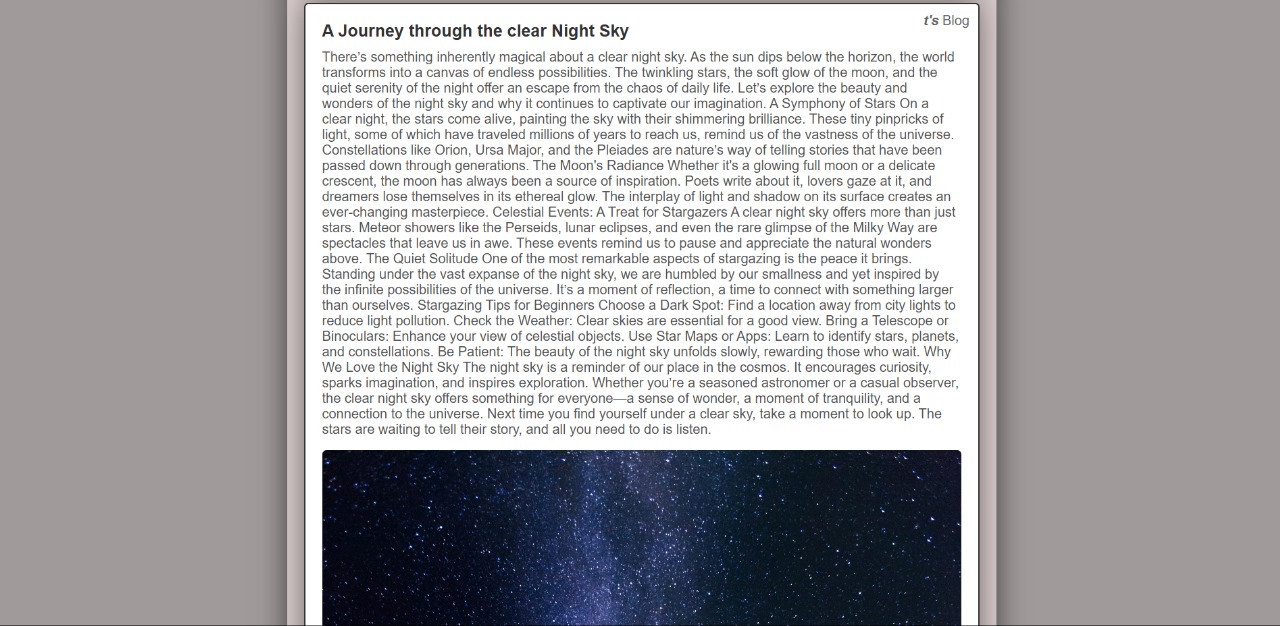 t's Blog
A Journey through the clear Night Sky
There's something inherently magical about a clear night sky. As the sun dips below the horizon, the world
transforms into a canvas of endless possibilities. The twinkling stars, the soft glow of the moon, and the
quiet serenity of the night offer an escape from the chaos of daily life. Let's explore the beauty and
wonders of the night sky and why it continues to captivate our imagination. A Symphony of Stars On a
clear night, the stars come alive, painting the sky with their shimmering brilliance. These tiny pinpricks of
light, some of which have traveled millions of years to reach us, remind us of the vastness of the universe.
Constellations like Orion, Ursa Major, and the Pleiades are nature's way of telling stories that have been
passed down through generations. The Moon's Radiance Whether it's a glowing full moon or a delicate
crescent, the moon has always been a source of inspiration. Poets write about it, lovers gaze at it, and
dreamers lose themselves in its ethereal glow. The interplay of light and shadow on its surface creates an
ever-changing masterpiece. Celestial Events: A Treat for Stargazers A clear night sky offers more than just
stars. Meteor showers like the Perseids, lunar eclipses, and even the rare glimpse of the Milky Way are
spectacles that leave us in awe. These events remind us to pause and appreciate the natural wonders
above. The Quiet Solitude One of the most remarkable aspects of stargazing is the peace it brings.
Standing under the vast expanse of the night sky, we are humbled by our smallness and yet inspired by
the infinite possibilities of the universe. It's a moment of reflection, a time to connect with something larger
than ourselves. Stargazing Tips for Beginners Choose a Dark Spot: Find a location away from city lights to
reduce light pollution. Check the Weather: Clear skies are essential for a good view. Bring a Telescope or
Binoculars: Enhance your view of celestial objects. Use Star Maps or Apps: Learn to identify stars, planets,
and constellations. Be Patient: The beauty of the night sky unfolds slowly, rewarding those who wait. Why
We Love the Night Sky The night sky is a reminder of our place in the cosmos. It encourages curiosity,
sparks imagination, and inspires exploration. Whether you're a seasoned astronomer or a casual observer,
the clear night sky offers something for everyone—a sense of wonder, a moment of tranquility, and a
connection to the universe. Next time you find yourself under a clear sky, take a moment to look up. The
stars are waiting to tell their story, and all you need to do is listen.